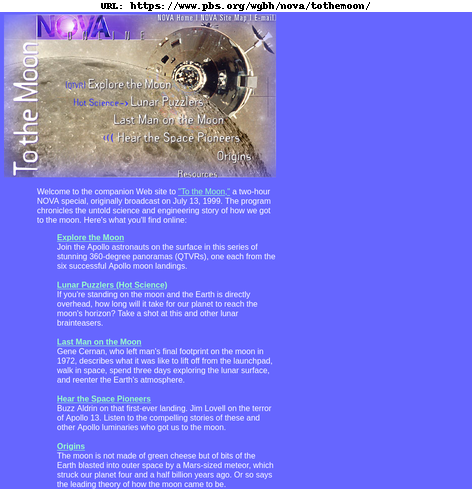 URL: https://www.pbs.org/wgbh/nova/tothemoon/
NOVA Home | NOVA Site Map | E-mail
NOVA
ONLINE
To the Moon
(QTVR) Explore the Moon
Hot Science--> Lunar Puzzlers
Last Man on the Moon
Hear the Space Pioneers
Origins
Resources
Welcome to the companion Web site to "To the Moon," a two-hour
NOVA special, originally broadcast on July 13, 1999. The program
chronicles the untold science and engineering story of how we got
to the moon. Here's what you'll find online:
Explore the Moon
Join the Apollo astronauts on the surface in this series of
stunning 360-degree panoramas (QTVRs), one each from the
six successful Apollo moon landings.
Lunar Puzzlers (Hot Science)
If you're standing on the moon and the Earth is directly
overhead, how long will it take for our planet to reach the
moon's horizon? Take a shot at this and other lunar
brainteasers.
Last Man on the Moon
Gene Cernan, who left man's final footprint on the moon in
1972, describes what it was like to lift off from the launchpad,
walk in space, spend three days exploring the lunar surface,
and reenter the Earth's atmosphere.
Hear the Space Pioneers
Buzz Aldrin on that first-ever landing. Jim Lovell on the terror
of Apollo 13. Listen to the compelling stories of these and
other Apollo luminaries who got us to the moon.
Origins
The moon is not made of green cheese but of bits of the
Earth blasted into outer space by a Mars-sized meteor, which
struck our planet four and a half billion years ago. Or so says
the leading theory of how the moon came to be.